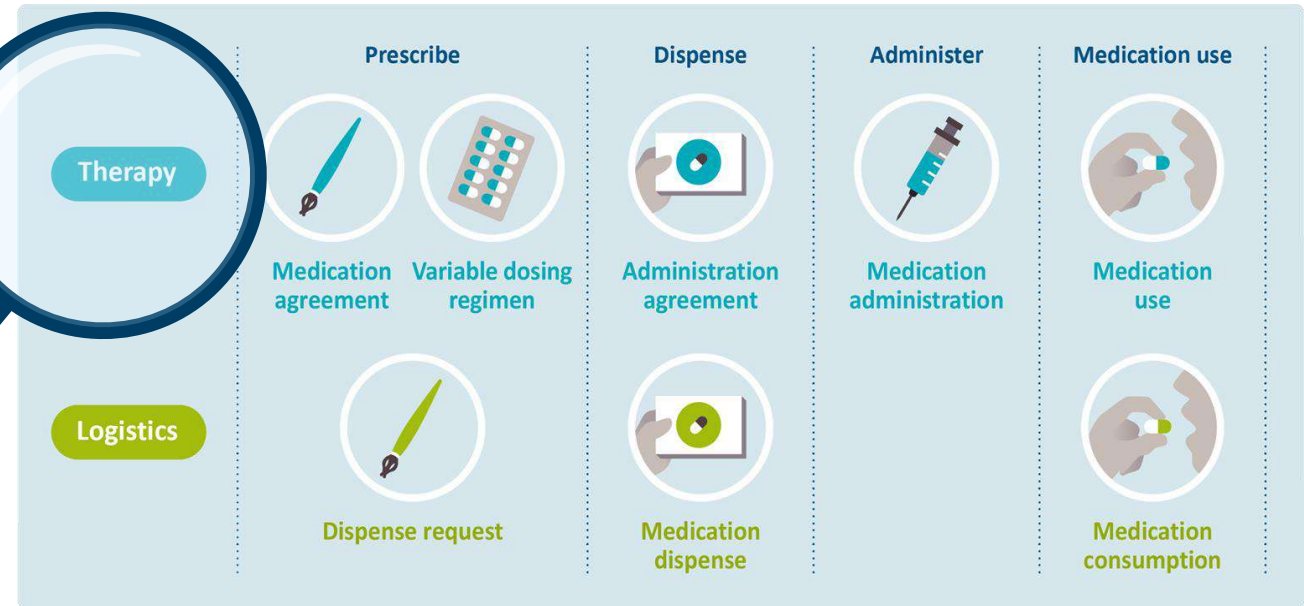 Prescribe
Dispense
Administer
Medication use
Therapy
Medication
agreement
Variable dosing
regimen
Administration
agreement
Medication
administration
Medication
use
Logistics
Dispense request
Medication
dispense
Medication
consumption